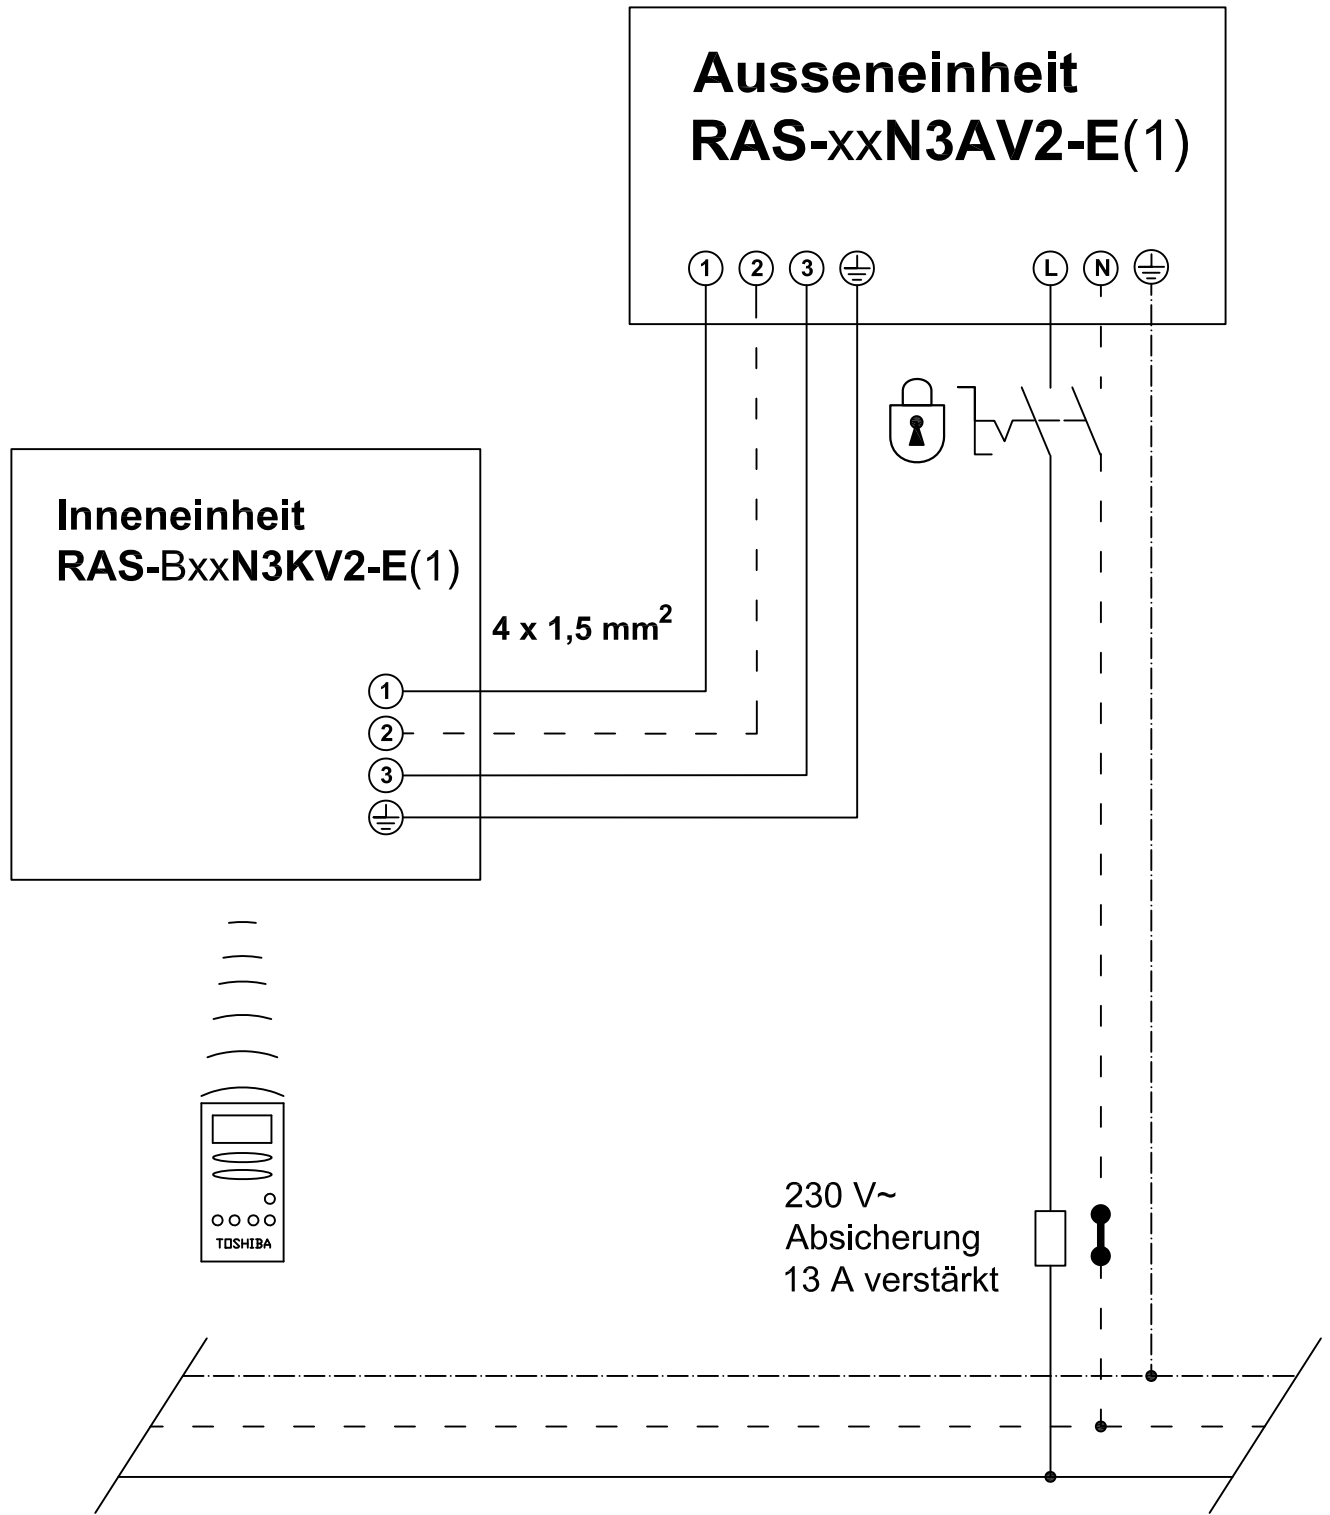 Ausseneinheit
RAS-xxN3AV2-E(1)
1 2 3 L N
Inneneinheit
RAS-BxxN3KV2-E(1)
4 x 1,5 mm²
1
2
3
230 V~
Absicherung
13 A verstärkt
TOSHIBA